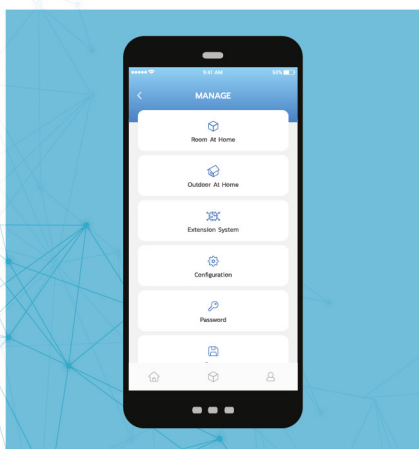 9:41 AM
50%
MANAGE
Room At Home
Outdoor At Home
Extension System
Configuration
Password